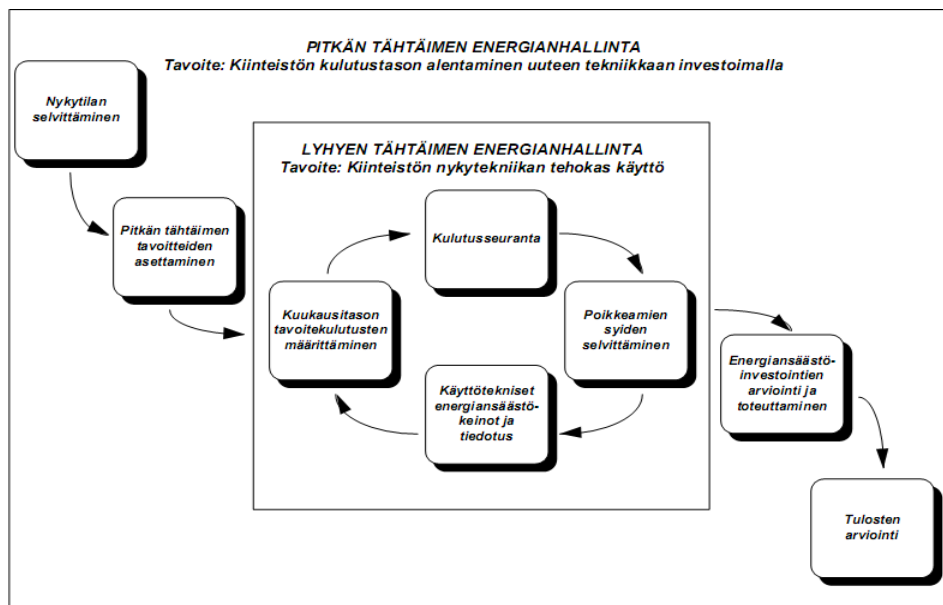 PITKÄN TÄHTÄIMEN ENERGIANHALLINTA
Tavoite: Kiinteistön kulutustason alentaminen uuteen tekniikkaan investoimalla
Nykytilan
selvittäminen
Pitkän tähtäimen
tavoitteiden
asettaminen
LYHYEN TÄHTÄIMEN ENERGIANHALLINTA
Tavoite: Kiinteistön nykytekniikan tehokas käyttö
Kulutusseuranta
Kuukausitason
tavoitekulutusten
määrittäminen
Poikkeamien
syiden
selvittäminen
Käyttötekniset
energiansäästö-
keinot ja
tiedotus
Energiansäästö-
investointien
arviointi ja
toteuttaminen
Tulosten
arviointi